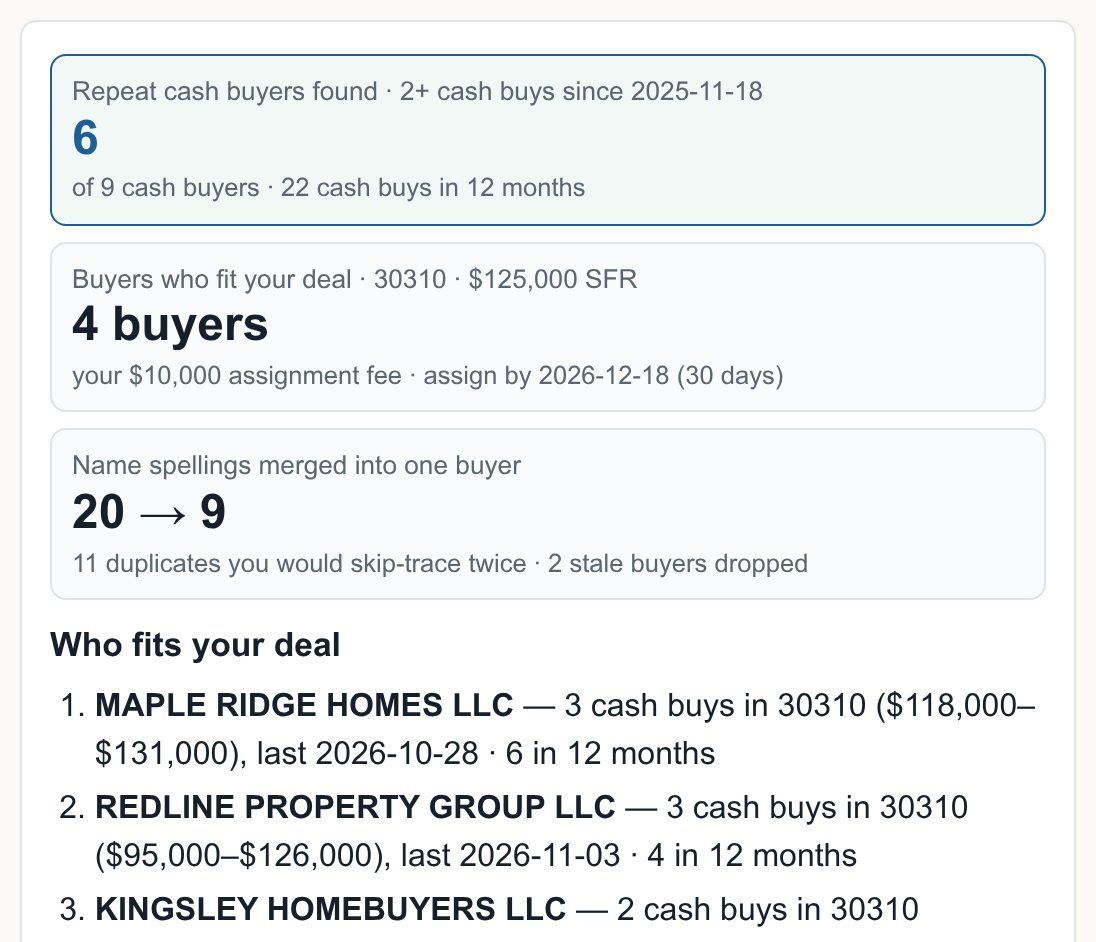 Repeat cash buyers found · 2+ cash buys since 2025-11-18
6
of 9 cash buyers · 22 cash buys in 12 months
Buyers who fit your deal · 30310 · $125,000 SFR
4 buyers
your $10,000 assignment fee · assign by 2026-12-18 (30 days)
Name spellings merged into one buyer
20 → 9
11 duplicates you would skip-trace twice · 2 stale buyers dropped
Who fits your deal
1. MAPLE RIDGE HOMES LLC — 3 cash buys in 30310 ($118,000–
$131,000), last 2026-10-28 · 6 in 12 months
2. REDLINE PROPERTY GROUP LLC — 3 cash buys in 30310
($95,000–$126,000), last 2026-11-03 · 4 in 12 months
3. KINGSLEY HOMEBUYERS LLC — 2 cash buys in 30310